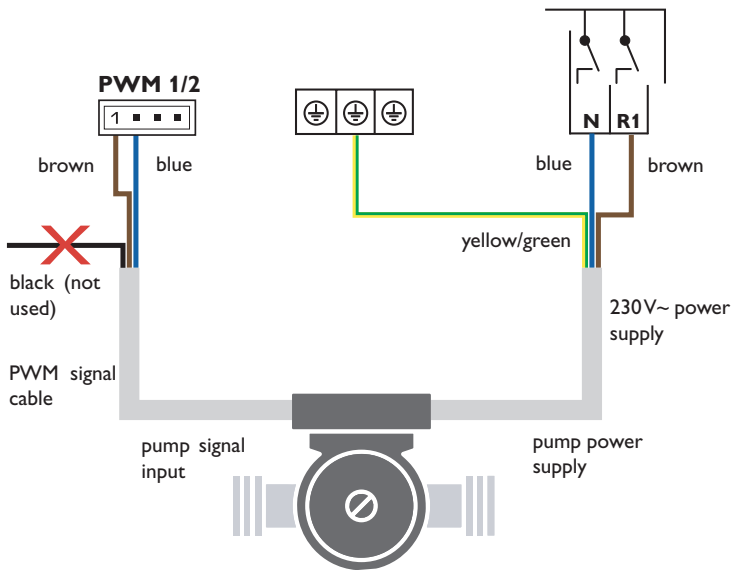 PWM 1/2
1
brown
blue
black (not
used)
PWM signal
cable
pump signal
input
N
R1
blue
brown
yellow/green
230V~ power
supply
pump power
supply